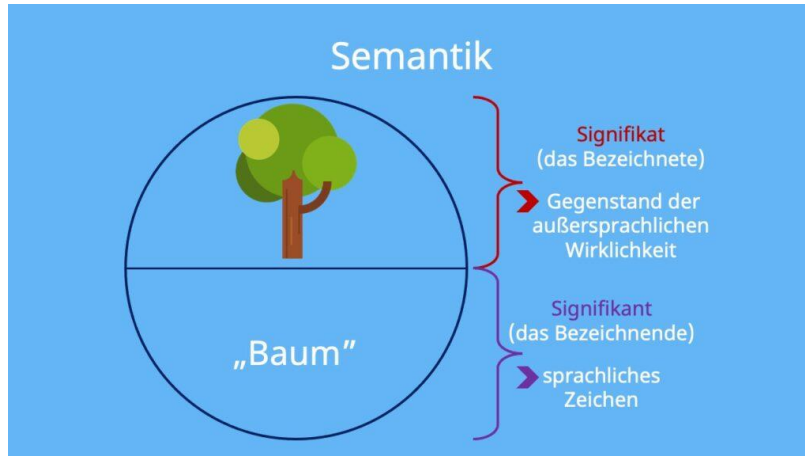 Semantik
Signifikat
(das Bezeichnete)
Gegenstand der
außersprachlichen
Wirklichkeit
„Baum”
Signifikant
(das Bezeichnende)
sprachliches
Zeichen